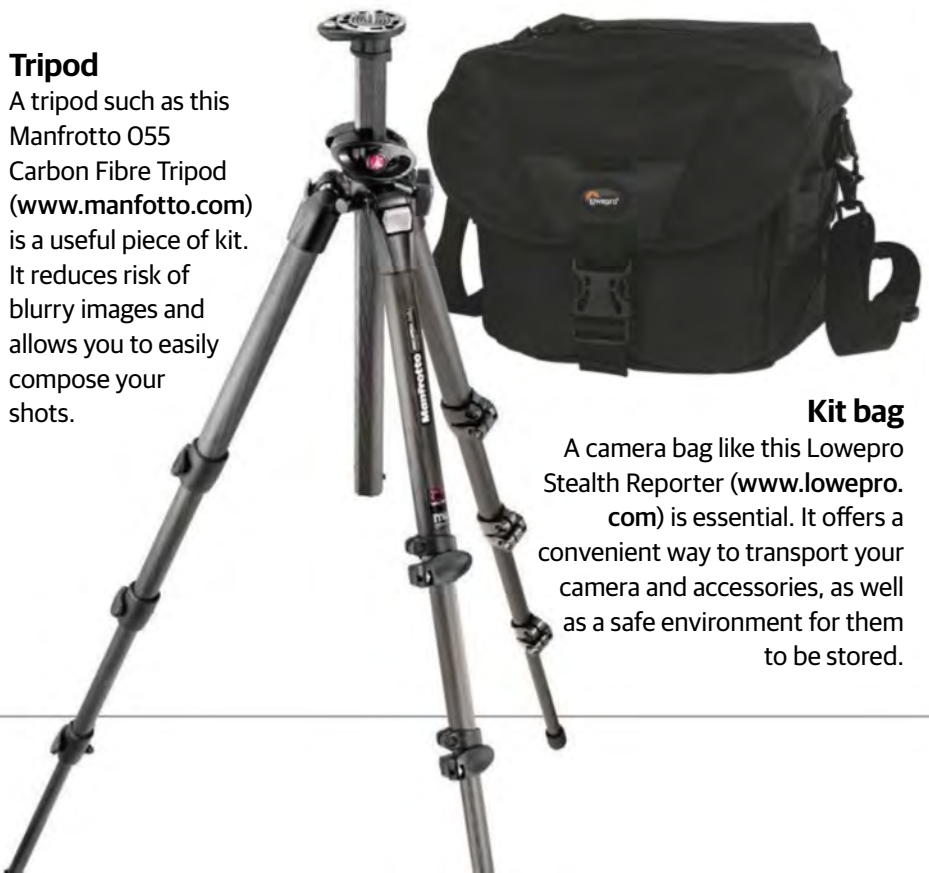 Tripod
A tripod such as this
Manfrotto 055
Carbon Fibre Tripod
(www.manfotto.com)
is a useful piece of kit.
It reduces risk of
blurry images and
allows you to easily
compose your
shots.
Manfrotto
Lowepro
Kit bag
A camera bag like this Lowepro
Stealth Reporter (www.lowepro.
com) is essential. It offers a
convenient way to transport your
camera and accessories, as well
as a safe environment for them
to be stored.